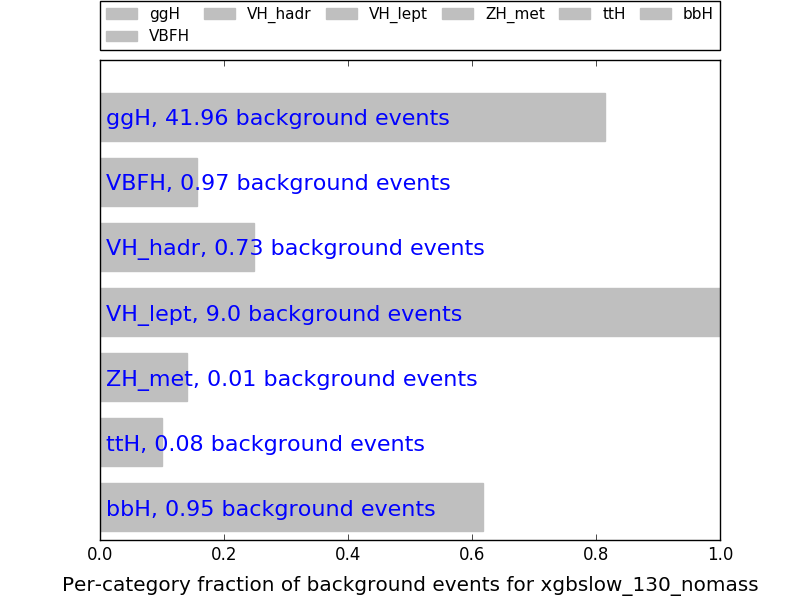 ggH VH_hadr VH_lept ZH_met ttH bbH
VBFH
ggH, 41.96 background events
VBFH, 0.97 background events
VH_hadr, 0.73 background events
VH_lept, 9.0 background events
ZH_met, 0.01 background events
ttH, 0.08 background events
bbH, 0.95 background events
0.0 0.2 0.4 0.6 0.8 1.0
Per-category fraction of background events for xgbslow_130_nomass